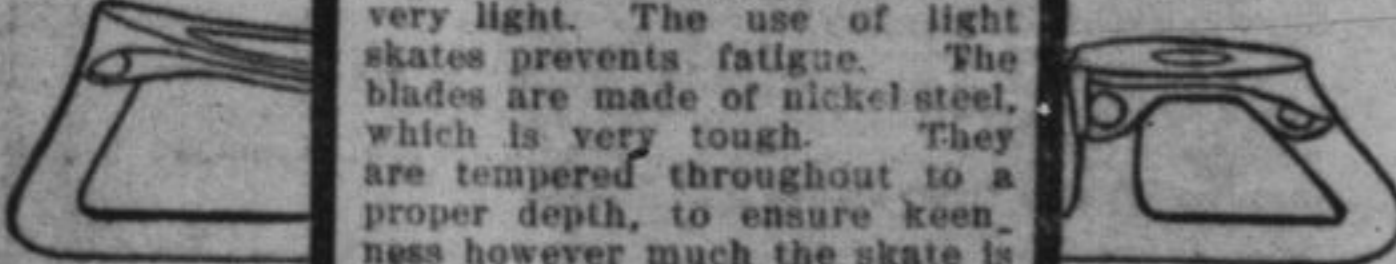 very light. The use of light
skates prevents fatigue. The
blades are made of nickel steel,
which is very tough. They
are tempered throughout to a
proper depth, to ensure keen-
ness however much the skate is